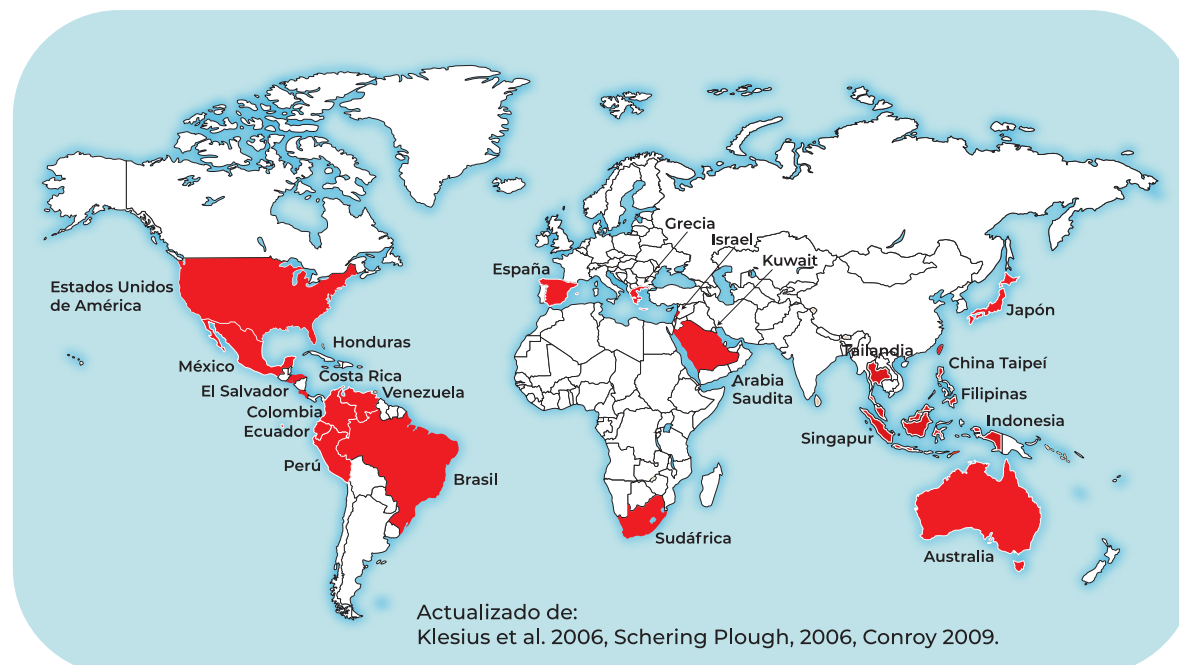 Grecia
Israel
Kuwait
España
Estados Unidos
de América
Japón
Honduras
Tailandia
China Taipeí
México
Costa Rica
Arabia
Saudita
El Salvador
Venezuela
Filipinas
Colombia
Indonesia
Ecuador
Singapur
Perú
Brasil
Sudáfrica
Australia
Actualizado de:
Klesius et al. 2006, Schering Plough, 2006, Conroy 2009.